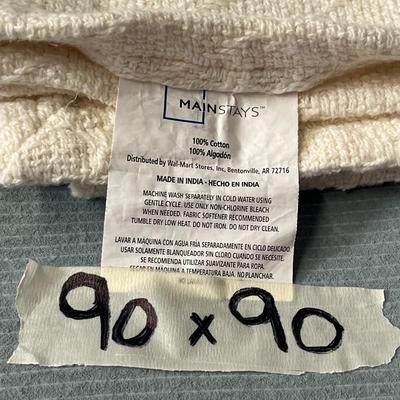 MAINSTAYS™
100% Cotton
100% Algodón
Distributed by Wal-Mart Stores, Inc. Bentonville, AR 72716
MADE IN INDIA - HECHO EN INDIA
MACHINE WASH SEPARATELY IN COLD WATER USING
GENTLE CYCLE. USE ONLY NON-CHLORINE BLEACH
WHEN NEEDED. FABRIC SOFTENER RECOMMENDED
TUMBLE DRY LOW HEAT. DO NOT IRON. DO NOT DRY CLEAN.
LAVAR A MÁQUINA CON AGUA FRÍA SEPARADAMENTE EN CICLO DELICADO.
USAR SOLAMENTE BLANQUEADOR SIN CLORO CUANDO SE NECESITE.
SE RECOMIENDA UTILIZAR SUAVIZANTE PARA ROPA.
SECAR EN MÁQUINA A TEMPERATURA BAJA. NO PLANCHAR.
90 x 90